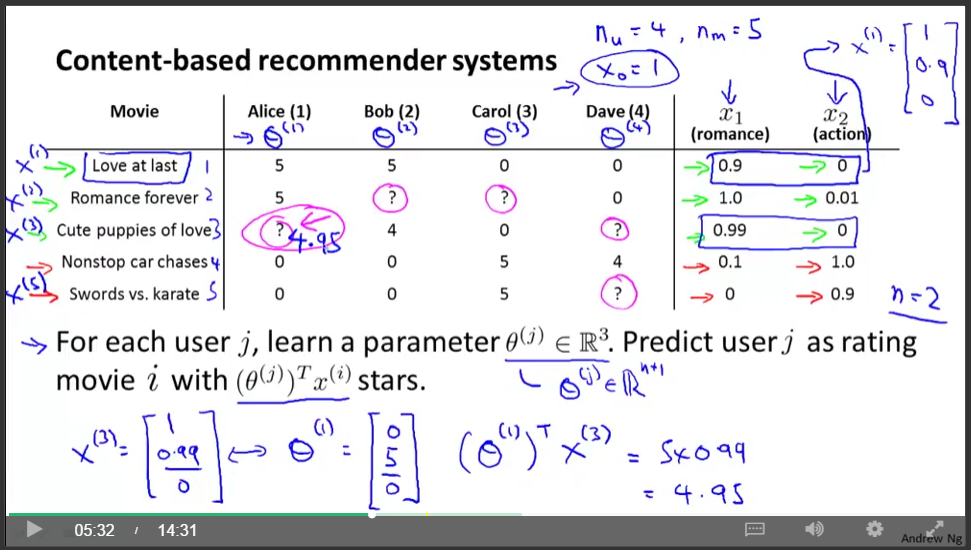 n_u = 4 , n_m = 5
Content-based recommender systems
→ x_0 = 1
→ x^(1) = [1 0.9 0]
Movie Alice (1) Bob (2) Carol (3) Dave (4) x_1 (romance) x_2 (action)
→ θ^(1) θ^(2) θ^(3) θ^(4)
x^(1) → Love at last 1 5 5 0 0 → 0.9 → 0
x^(2) → Romance forever 2 5 ? ? 0 → 1.0 → 0.01
x^(3) → Cute puppies of love 3 ? 4.95 4 0 ? → 0.99 → 0
→ Nonstop car chases 4 0 0 5 4 → 0.1 → 1.0
x^(5) → Swords vs. karate 5 0 0 5 ? → 0 → 0.9
n = 2
→ For each user j, learn a parameter θ^(j) ∈ ℝ^3. Predict user j as rating
movie i with (θ^(j))^T x^(i) stars.
θ^(j) ∈ ℝ^n+1
x^(3) = [1 0.99 0] ↔ θ^(1) = [0 5 0] (θ^(1))^T x^(3) = 5×0.99
= 4.95
05:32 / 14:31
Andrew Ng